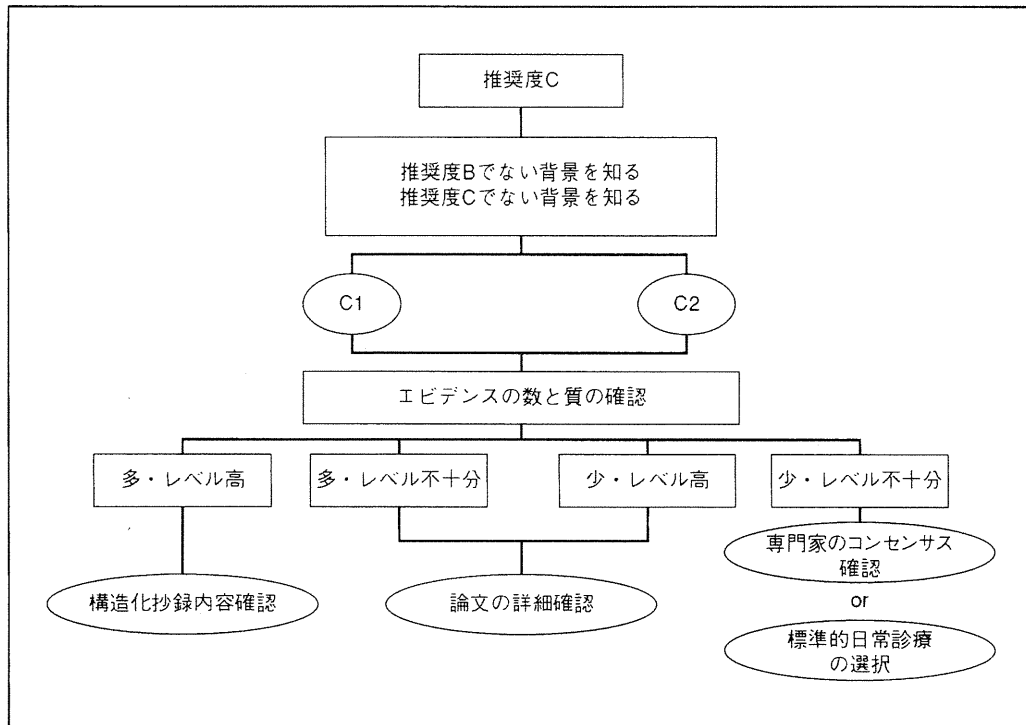 推奨度C
推奨度Bでない背景を知る
推奨度Cでない背景を知る
C1
C2
エビデンスの数と質の確認
多・レベル高
多・レベル不十分
少・レベル高
少・レベル不十分
構造化抄録内容確認
論文の詳細確認
専門家のコンセンサス
確認
or
標準的日常診療
の選択